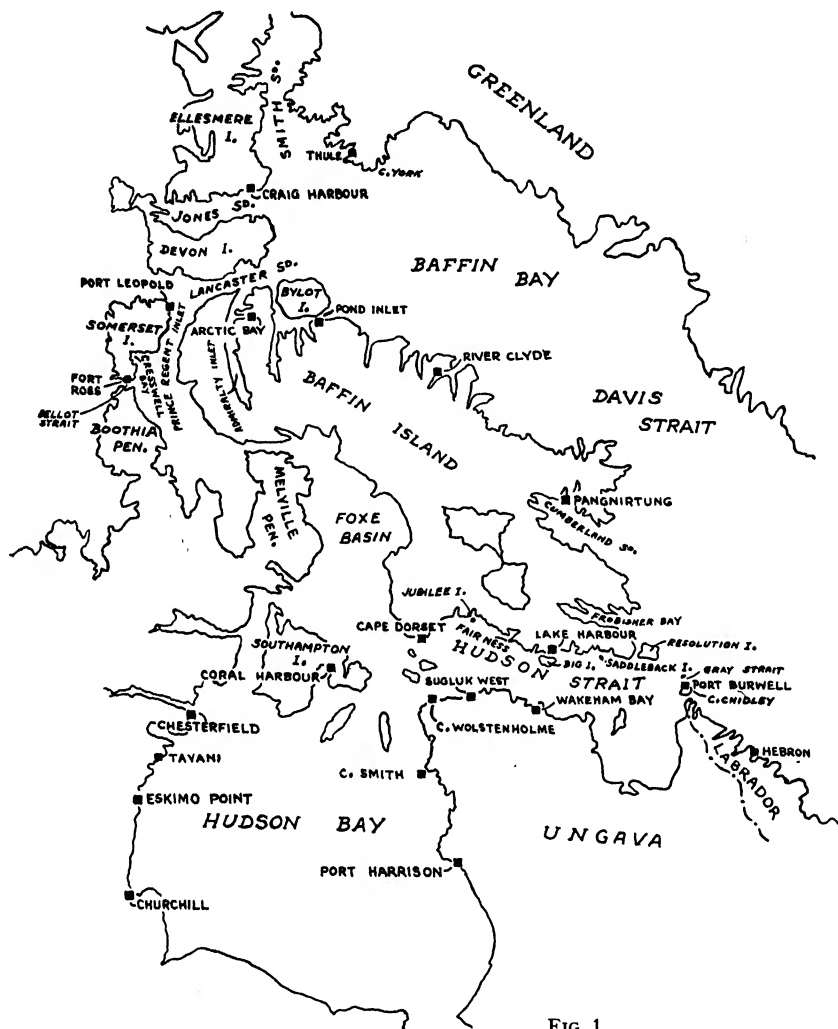 GREENLAND
SMITH SD.
ELLESMERE
I.
THULE
C. YORK
CRAIG HARBOUR
JONES SD.
DEVON I.
BAFFIN BAY
LANCASTER SD.
PORT LEOPOLD
BYLOT
I.
POND INLET
SOMERSET
I.
ARCTIC BAY
PRINCE REGENT INLET
ADMIRALTY INLET
CRESSWELL
BAY
RIVER CLYDE
FORT
ROSS
BAFFIN
ISLAND
DAVIS
STRAIT
BELLOT
STRAIT
BOOTHIA
PEN.
MELVILLE
PEN.
FOXE
BASIN
PANGNIRTUNG
CUMBERLAND SD.
JUBILEE I.
FROBISHER BAY
CAPE DORSET
FAIR NESS
LAKE HARBOUR
RESOLUTION I.
SOUTHAMPTON
I.
HUDSON
STRAIT
BIG I.
SADDLEBACK I.
GRAY STRAIT
CORAL HARBOUR
SUGLUK WEST
PORT BURWELL
C. CHIDLEY
WAKEHAM BAY
C. WOLSTENHOLME
CHESTERFIELD
TAVANI
HEBRON
LABRADOR
C. SMITH
ESKIMO POINT
HUDSON BAY
UNGAVA
PORT HARRISON
CHURCHILL
FIG. 1